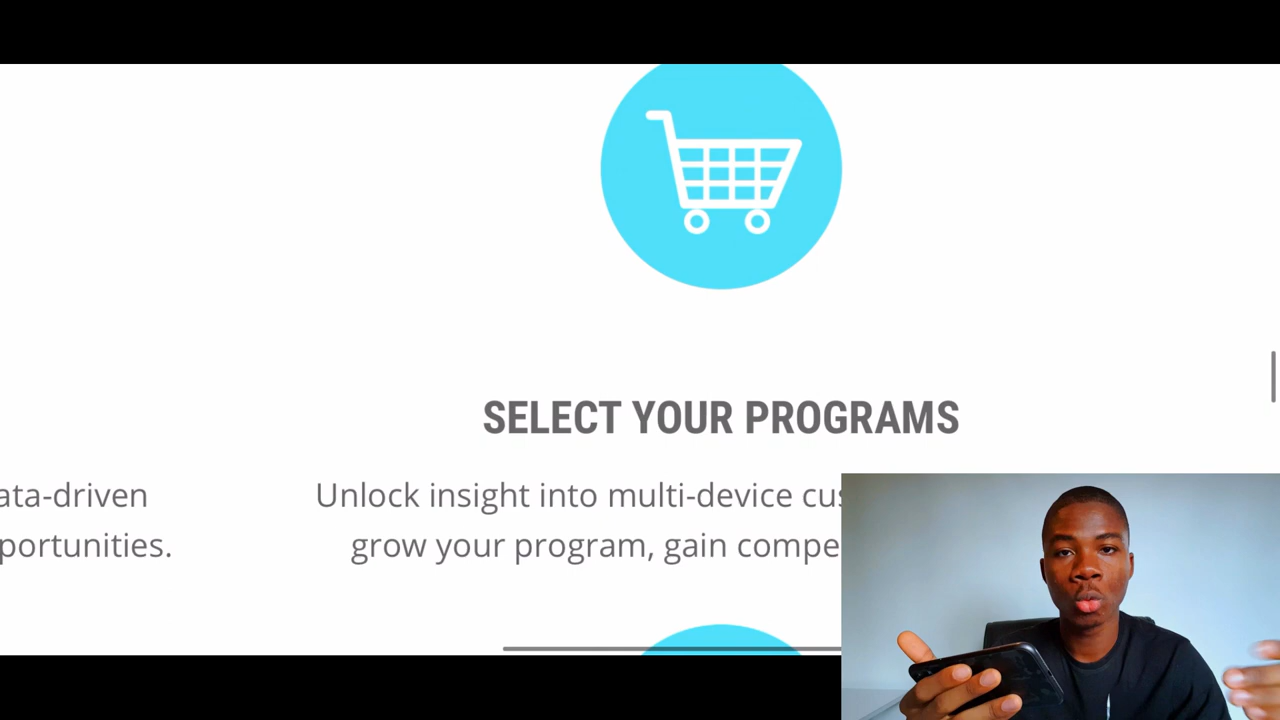 SELECT YOUR PROGRAMS
ata-driven
portunities.
Unlock insight into multi-device cus
grow your program, gain compe